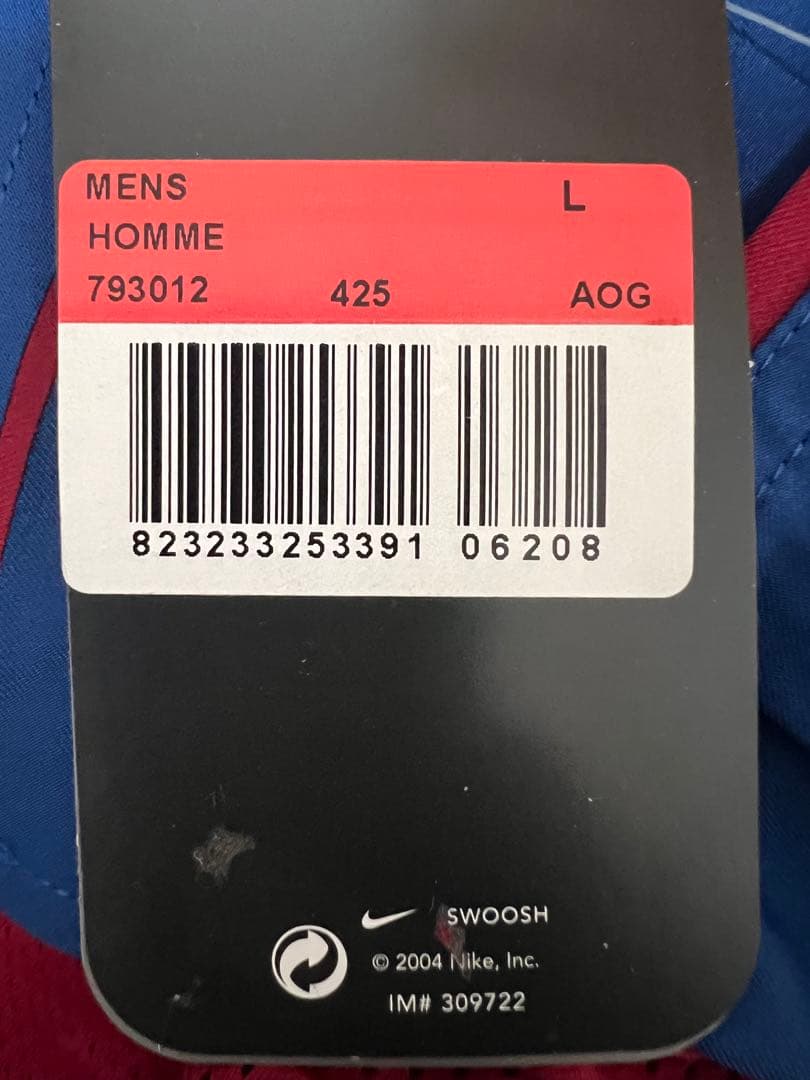 MENS L
HOMME
793012 425 AOG
823233253391 06208
SWOOSH
© 2004 Nike, Inc.
IM# 309722